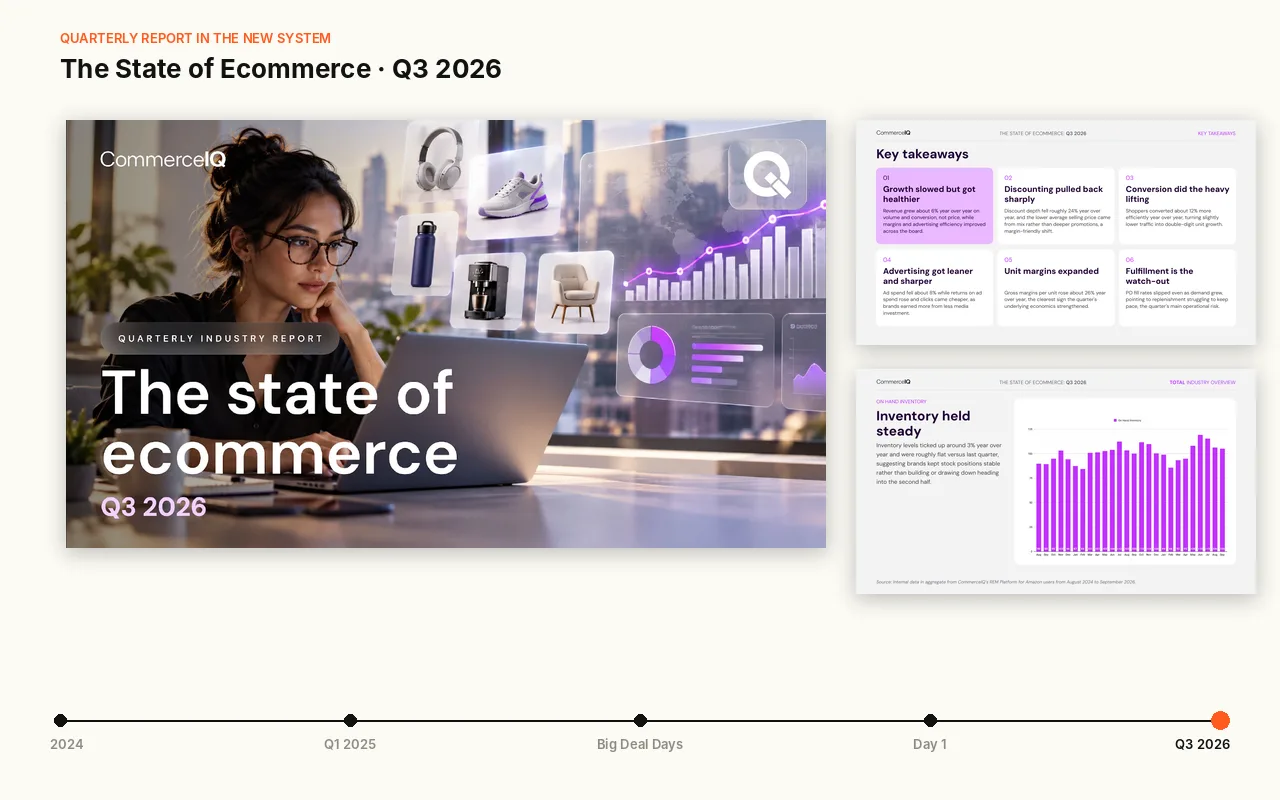 QUARTERLY REPORT IN THE NEW SYSTEM
The State of Ecommerce · Q3 2026
CommerceIQ
QUARTERLY INDUSTRY REPORT
The state of
ecommerce
Q3 2026
CommerceIQ
THE STATE OF ECOMMERCE: Q3 2026
KEY TAKEAWAYS
Key takeaways
01
Growth slowed but got
healthier
Revenue grew about 6% year over year on
volume and conversion, not price, while
margins and advertising efficiency improved
across the board.
02
Discounting pulled back
sharply
Discount depth fell roughly 24% year over
year, and the lower average selling price came
from mix rather than deeper promotions, a
margin-friendly shift.
03
Conversion did the heavy
lifting
Shoppers converted about 12% more
efficiently year over year, turning slightly
lower traffic into double-digit unit growth.
04
Advertising got leaner
and sharper
Ad spend fell about 6% while returns on ad
spend rose and clicks came cheaper, as
brands earned more from less media
investment.
05
Unit margins expanded
Gross margins per unit rose about 26% year
over year, the clearest sign the quarter's
underlying economics strengthened.
06
Fulfillment is the
watch-out
PO fill rates slipped even as demand grew,
pointing to replenishment struggling to keep
pace, the quarter's main operational risk.
CommerceIQ
THE STATE OF ECOMMERCE: Q3 2026
TOTAL INDUSTRY OVERVIEW
ON HAND INVENTORY
Inventory held
steady
Inventory levels ticked up around 3% year over
year and were roughly flat versus last quarter,
suggesting brands kept stock positions stable
rather than building or drawing down heading
into the second half.
On Hand Inventory
Source: Internal data in aggregate from CommerceIQ's REM Platform for Amazon users from August 2024 to September 2026.
2024
Q1 2025
Big Deal Days
Day 1
Q3 2026